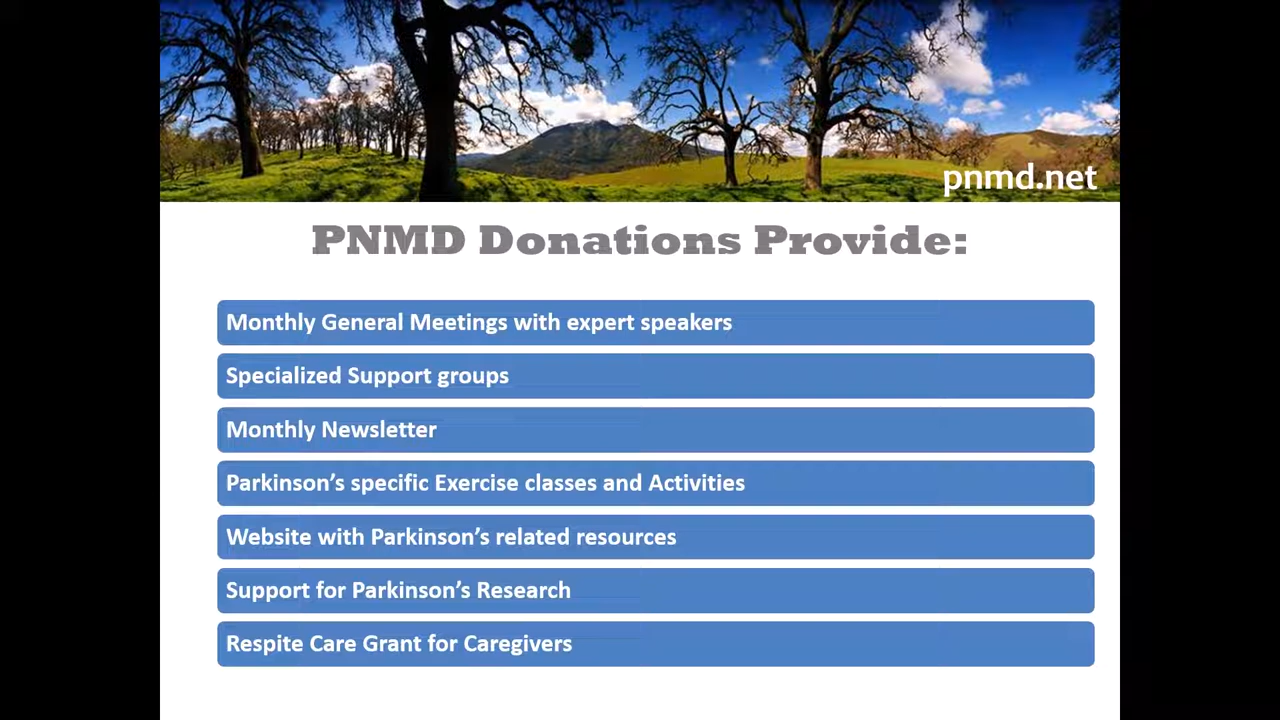 pnmd.net
PNMD Donations Provide:
Monthly General Meetings with expert speakers
Specialized Support groups
Monthly Newsletter
Parkinson’s specific Exercise classes and Activities
Website with Parkinson’s related resources
Support for Parkinson’s Research
Respite Care Grant for Caregivers